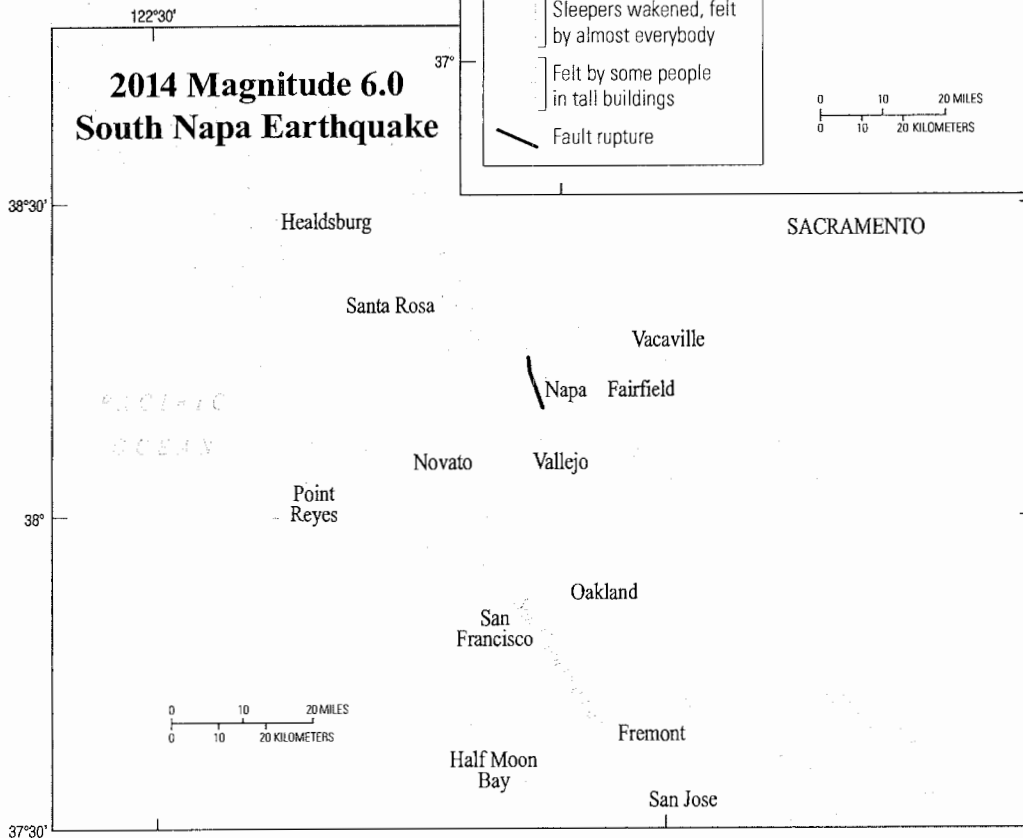 122°30'
2014 Magnitude 6.0
South Napa Earthquake
Sleepers wakened, felt
by almost everybody
37°
Felt by some people
in tall buildings
Fault rupture
0 10 20 MILES
0 10 20 KILOMETERS
38°30'
Healdsburg
SACRAMENTO
Santa Rosa
Vacaville
Napa
Fairfield
PACIFIC
OCEAN
Novato
Vallejo
Point
Reyes
38°
Oakland
San
Francisco
0 10 20 MILES
0 10 20 KILOMETERS
Fremont
Half Moon
Bay
San Jose
37°30'